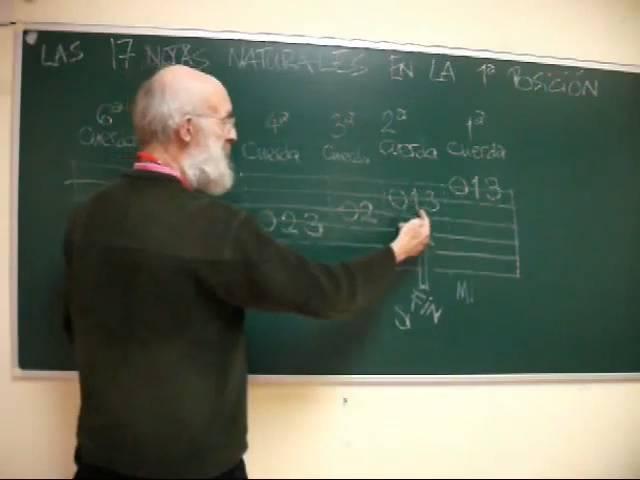 LAS 17 NOTAS NATURALES EN LA 1ª POSICIÓN
6ª 4ª 3ª 2ª 1ª
Cuerda Cuerda Cuerda Cuerda
023 02 013 013
FIN MI